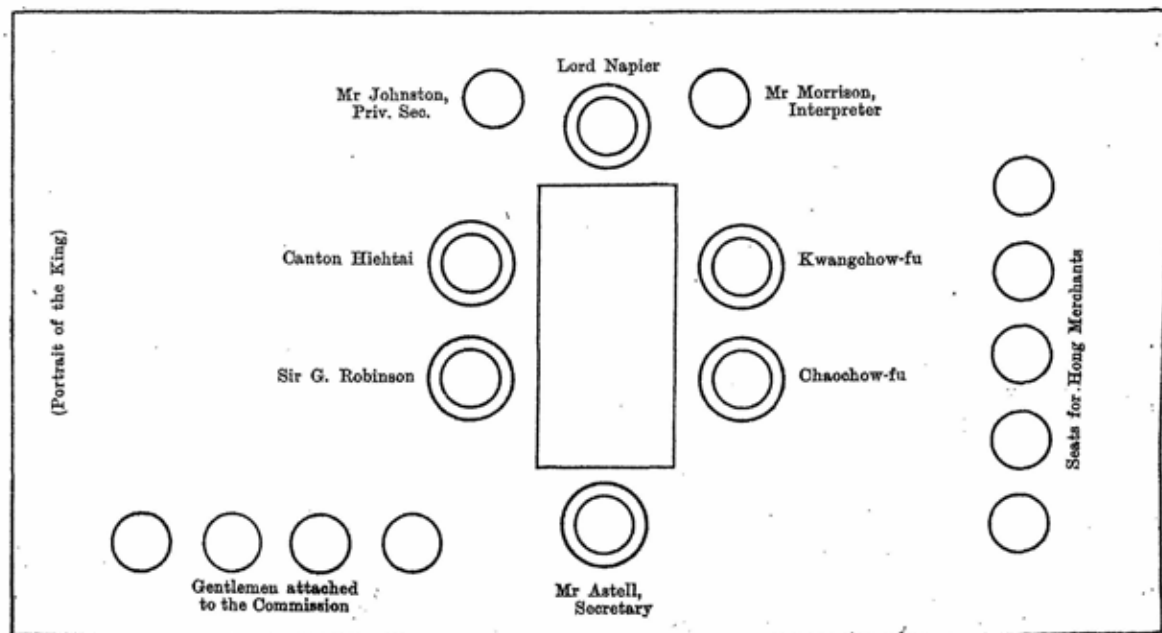 Lord Napier
Mr Johnston,
Priv. Sec.
Mr Morrison,
Interpreter
(Portrait of the King)
Canton Hiehtai
Kwangchow-fu
Sir G. Robinson
Chaochow-fu
Seats for Hong Merchants
Gentlemen attached
to the Commission
Mr Astell,
Secretary